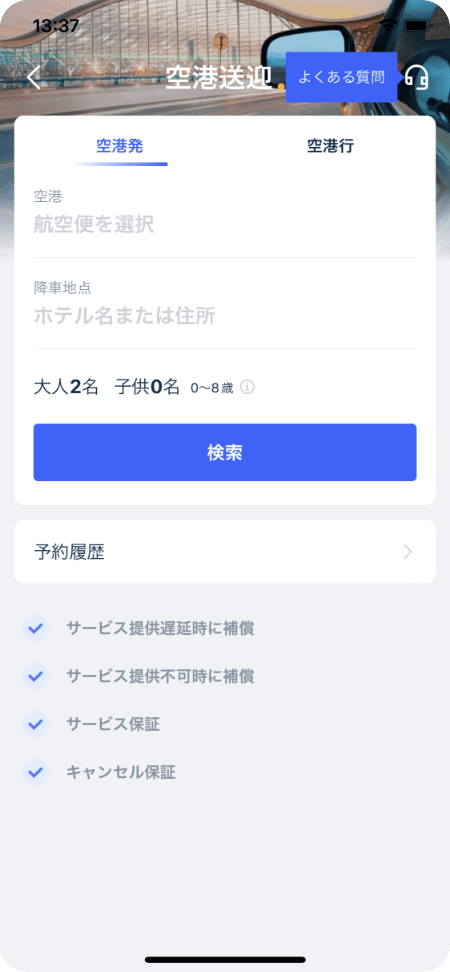 13:37
空港送迎
よくある質問
空港発
空港行
空港
航空便を選択
降車地点
ホテル名または住所
大人2名 子供0名 0〜8歳
検索
予約履歴
サービス提供遅延時に補償
サービス提供不可時に補償
サービス保証
キャンセル保証